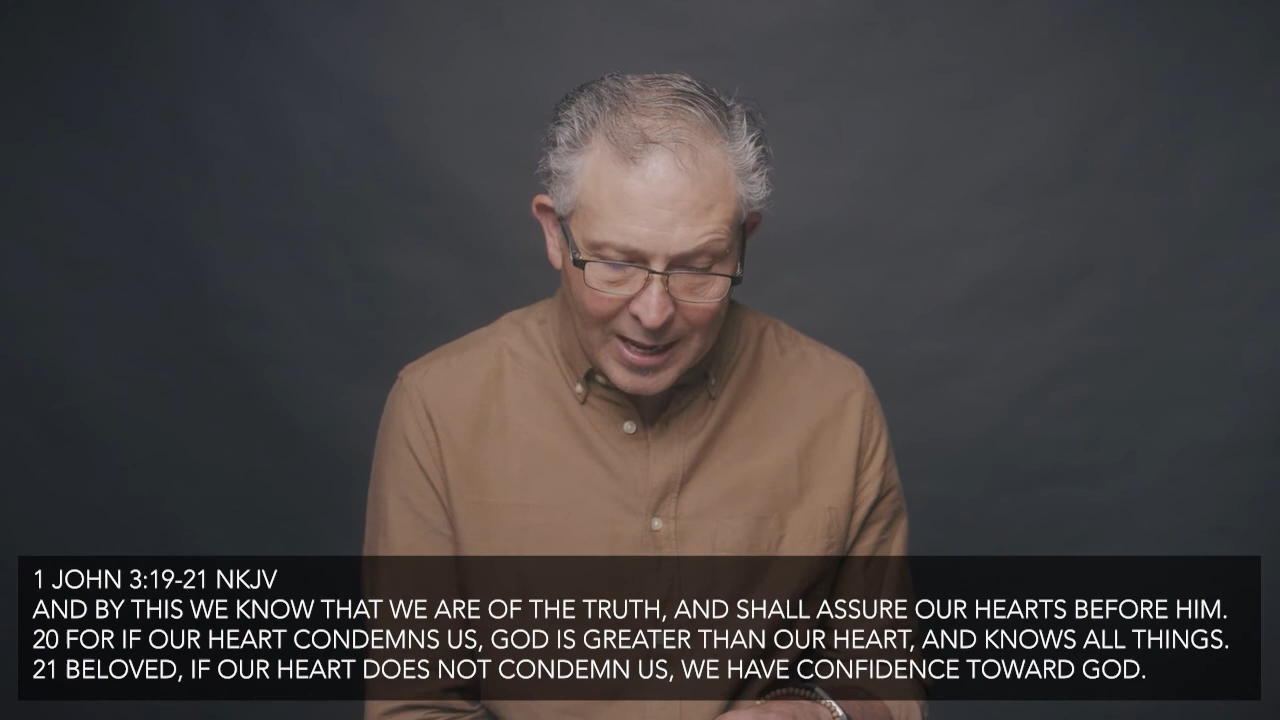 1 JOHN 3:19-21 NKJV
AND BY THIS WE KNOW THAT WE ARE OF THE TRUTH, AND SHALL ASSURE OUR HEARTS BEFORE HIM.
20 FOR IF OUR HEART CONDEMNS US, GOD IS GREATER THAN OUR HEART, AND KNOWS ALL THINGS.
21 BELOVED, IF OUR HEART DOES NOT CONDEMN US, WE HAVE CONFIDENCE TOWARD GOD.